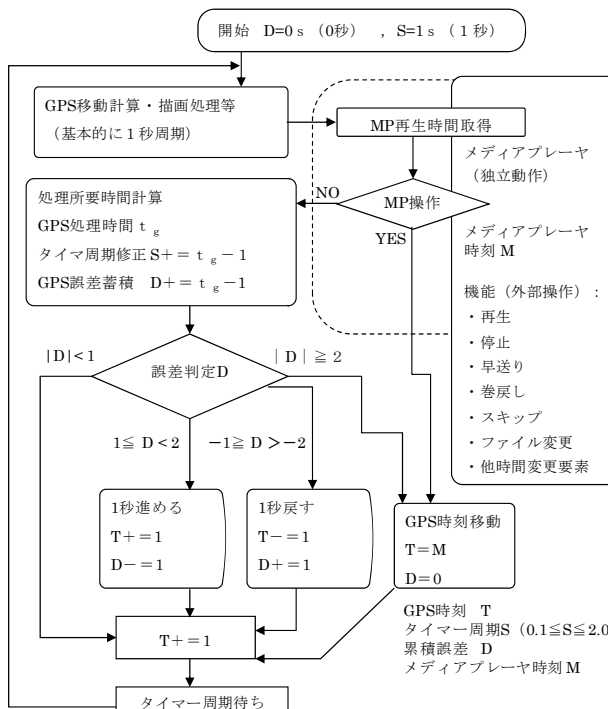 開始 D=0ｓ（0秒） ，S=1ｓ（１秒）
GPS移動計算・描画処理等
（基本的に１秒周期）
MP再生時間取得
メディアプレーヤ
（独立動作）
MP操作
NO
YES
メディアプレーヤ
時刻M
機能（外部操作）：
・再生
・停止
・早送り
・巻戻し
・スキップ
・ファイル変更
・他時間変更要素
処理所要時間計算
GPS処理時間ｔg
タイマ周期修正S+=ｔg−1
GPS誤差蓄積 D+=ｔg−1
|D|<1
誤差判定D
｜D｜≧2
1≦D<2
−1≧D>−2
1秒進める
T+=1
D−=1
1秒戻す
T−=1
D+=1
GPS時刻移動
T=M
D=0
T+=1
GPS時刻 T
タイマー周期S（0.1≦S≦2.0
累積誤差 D
メディアプレーヤ時刻M
タイマー周期待ち